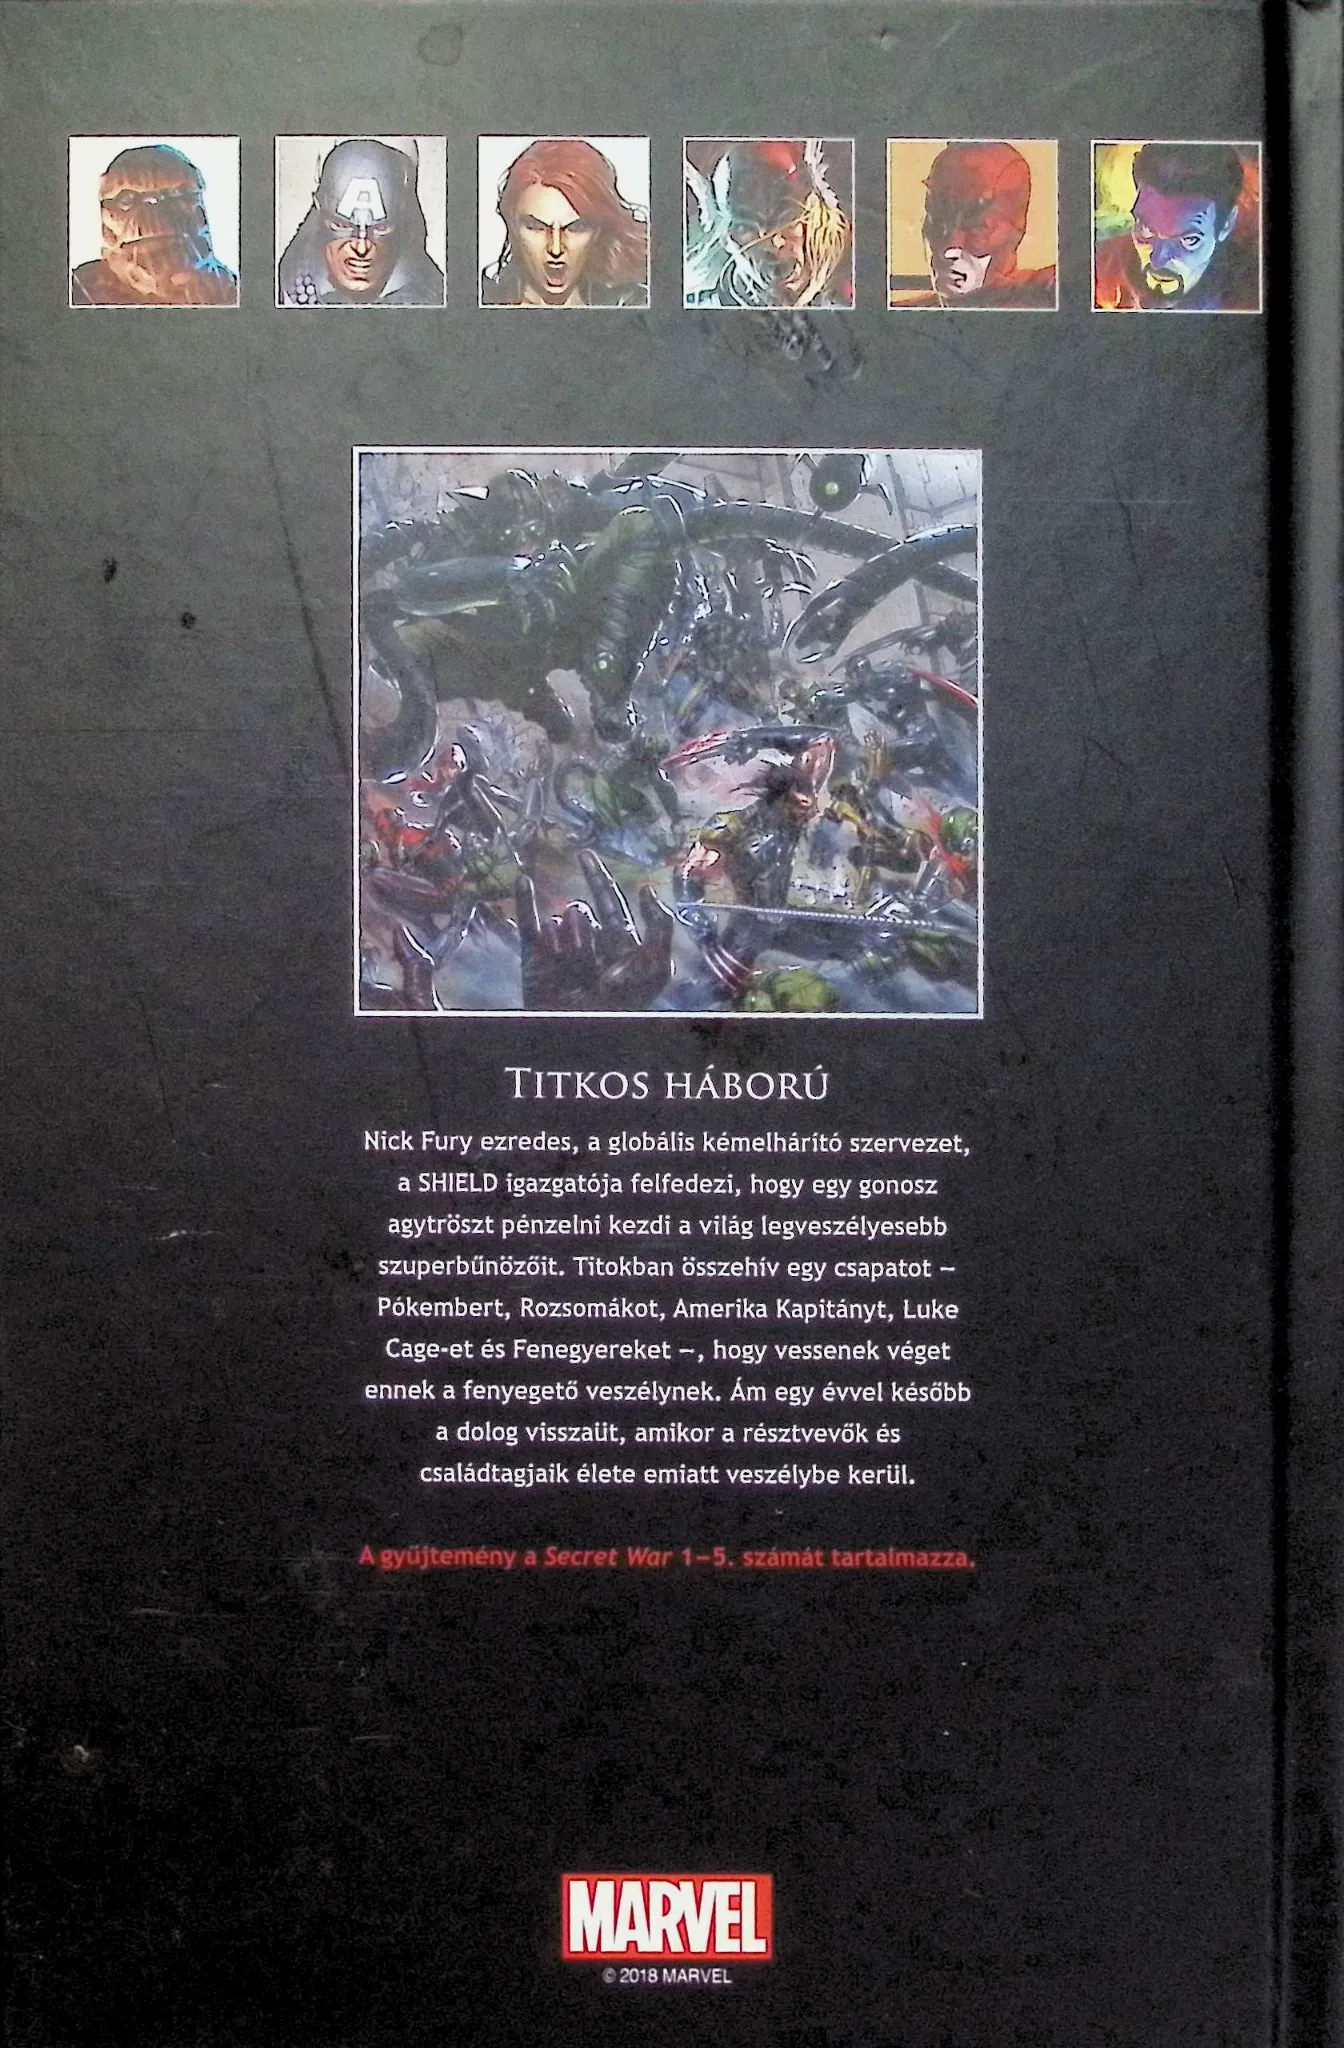 TITKOS HÁBORÚ
Nick Fury ezredes, a globális kémelhárító szervezet,
a SHIELD igazgatója felfedezi, hogy egy gonosz
agytröszt pénzelni kezdi a világ legveszélyesebb
szuperbűnözőit. Titokban összehív egy csapatot –
Pókembert, Rozsomákot, Amerika Kapitányt, Luke
Cage-et és Fenegyereket –, hogy vessenek véget
ennek a fenyegető veszélynek. Ám egy évvel később
a dolog visszaüt, amikor a résztvevők és
családtagjaik élete emiatt veszélybe kerül.
A gyűjtemény a Secret War 1–5. számát tartalmazza.
MARVEL
© 2018 MARVEL